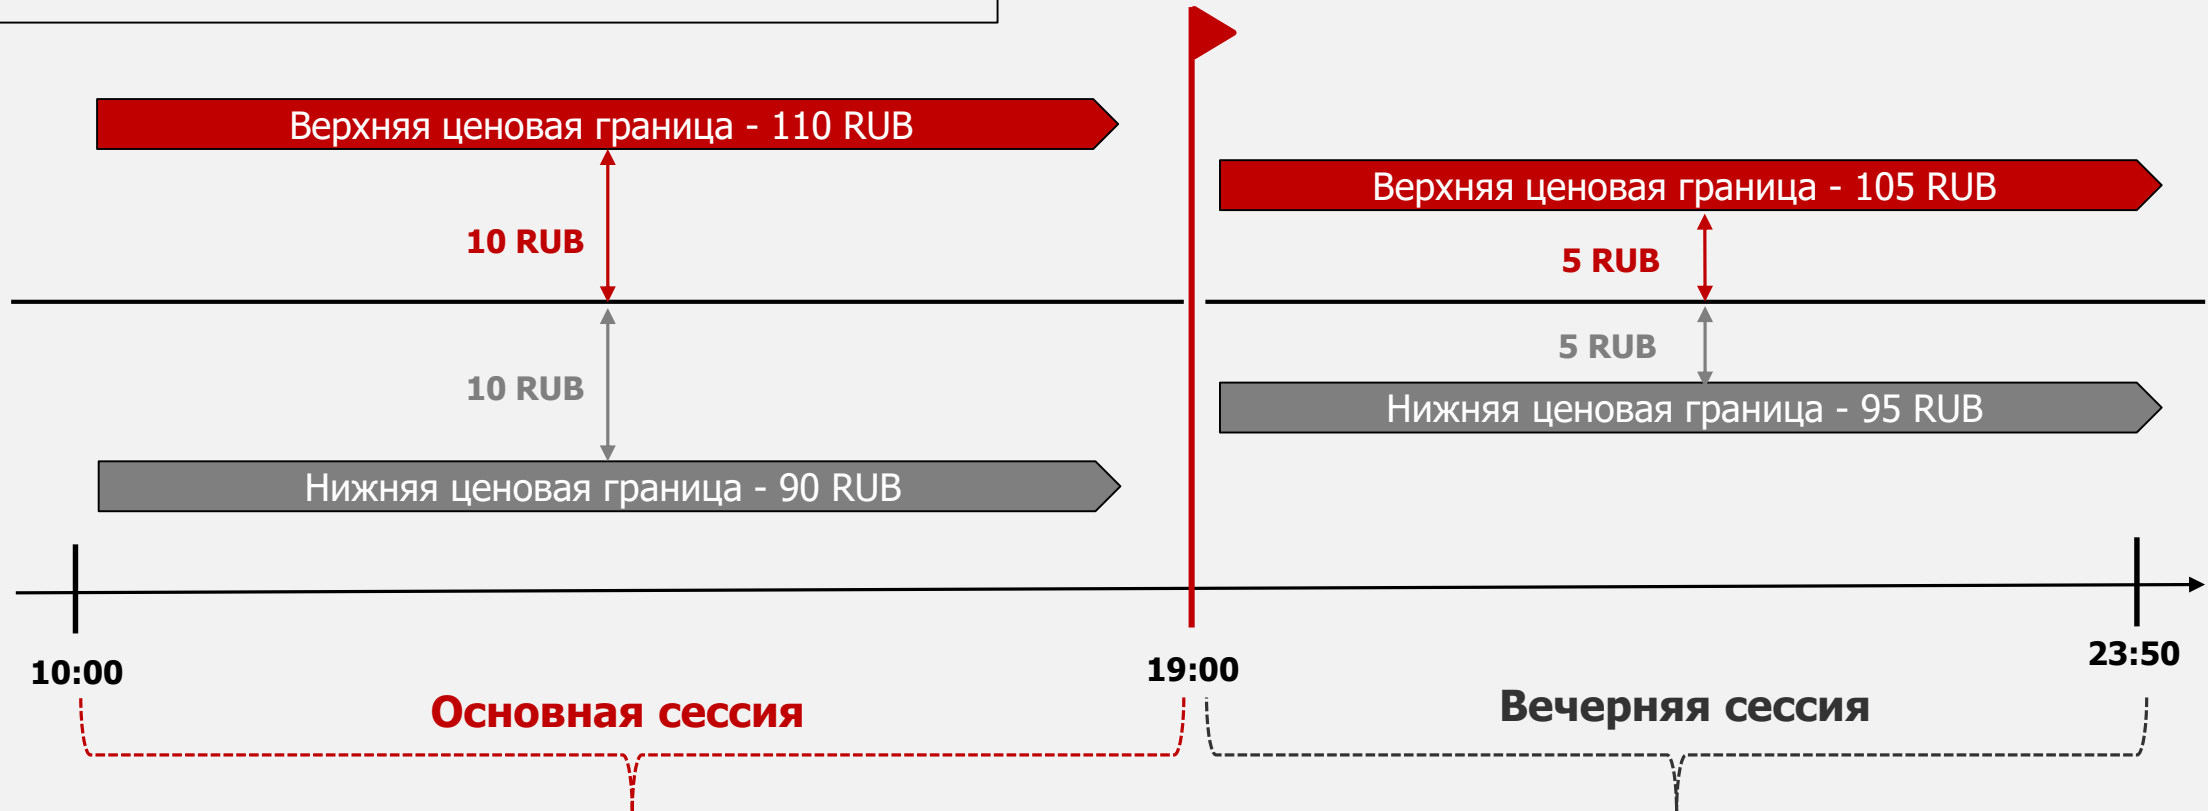 Верхняя ценовая граница - 110 RUB
Верхняя ценовая граница - 105 RUB
10 RUB
5 RUB
5 RUB
10 RUB
Нижняя ценовая граница - 95 RUB
Нижняя ценовая граница - 90 RUB
10:00
19:00
23:50
Основная сессия
Вечерняя сессия